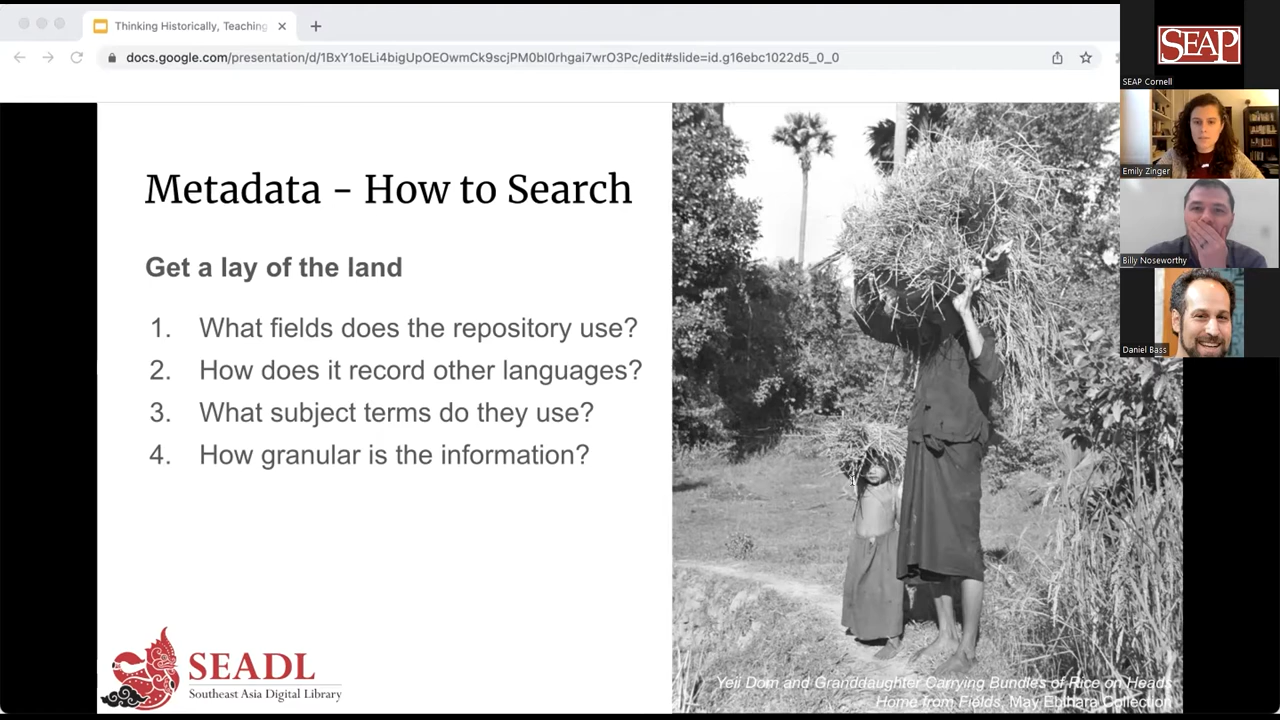 Thinking Historically, Teaching
docs.google.com/presentation/d/1BxY1oELi4bigUpOEOwmCk9scjPM0bI0rhgai7wrO3Pc/edit#slide=id.g16ebc1022d5_0_0
SEAP
SEAP Cornell
Emily Zinger
Billy Noseworthy
Daniel Bass
Metadata - How to Search
Get a lay of the land
1. What fields does the repository use?
2. How does it record other languages?
3. What subject terms do they use?
4. How granular is the information?
SEADL
Southeast Asia Digital Library
Yeii Dorn and Granddaughter Carrying Bundles of Rice on Heads
Home from Fields, May Ebihara Collection